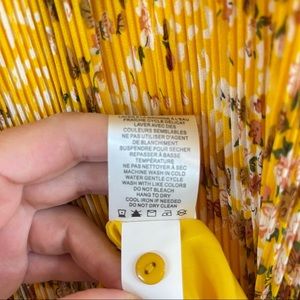 LAVER AVEC DES
COULEURS SEMBLABLES
NE PAS UTILISER D'AGENT
DE BLANCHIMENT
SUSPENDRE POUR SÉCHER
REPASSER À BASSE
TEMPÉRATURE
NE PAS NETTOYER A SEC
MACHINE WASH IN COLD
WATER GENTLE CYCLE
WASH WITH LIKE COLORS
DO NOT BLEACH
HANG TO DRY
COOL IRON IF NEEDED
DO NOT DRY CLEAN